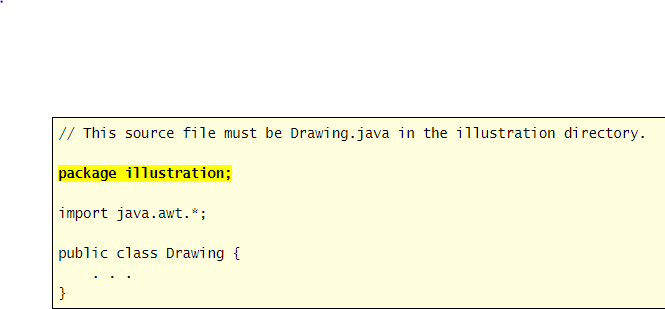 // This source file must be Drawing.java in the illustration directory.
package illustration;
import java.awt.*;
public class Drawing {
. . .
}